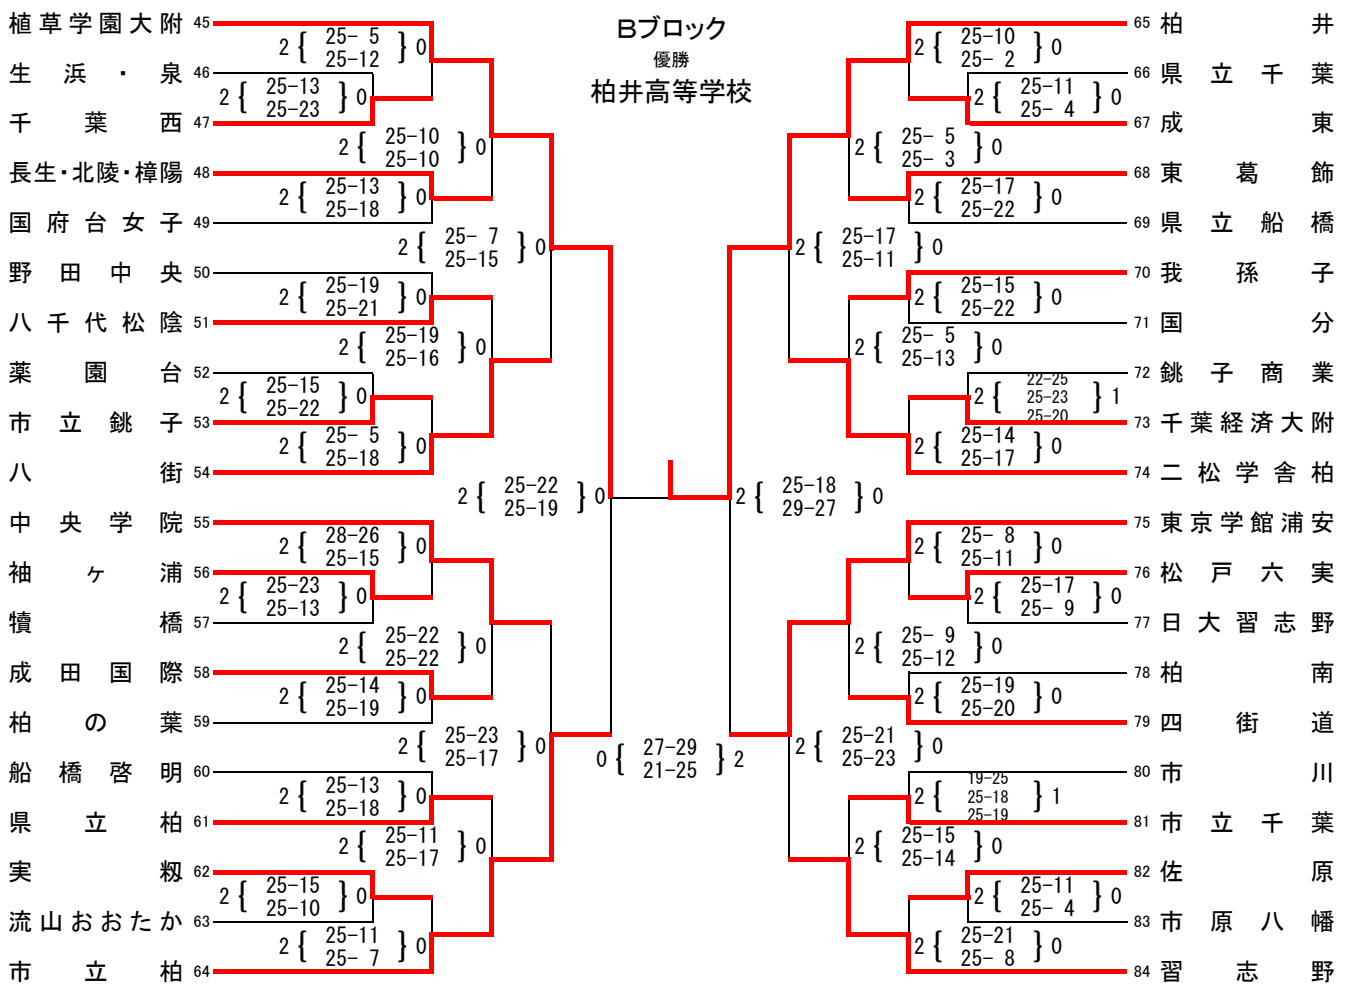 Bブロック
優勝
柏井高等学校
植草学園大附 45
2 { 25- 5 } 0
25-12
生浜・泉 46
2 { 25-13 } 0
25-23
千葉西 47
2 { 25-10 } 0
25-10
長生・北陵・樟陽 48
2 { 25-13 } 0
25-18
国府台女子 49
2 { 25- 7 } 0
25-15
野田中央 50
2 { 25-19 } 0
25-21
八千代松陰 51
2 { 25-19 } 0
25-16
薬園台 52
2 { 25-15 } 0
25-22
市立銚子 53
2 { 25- 5 } 0
25-18
八街 54
2 { 25-22 } 0
25-19
中央学院 55
2 { 28-26 } 0
25-15
袖ヶ浦 56
2 { 25-23 } 0
25-13
犢橋 57
2 { 25-22 } 0
25-22
成田国際 58
2 { 25-14 } 0
25-19
柏の葉 59
2 { 25-23 } 0
25-17
船橋啓明 60
2 { 25-13 } 0
25-18
県立柏 61
2 { 25-11 } 0
25-17
実籾 62
2 { 25-15 } 0
25-10
流山おおたか 63
2 { 25-11 } 0
25- 7
市立柏 64
0 { 27-29 } 2
21-25
65 柏井
2 { 25-10 } 0
25- 2
66 県立千葉
2 { 25-11 } 0
25- 4
67 成東
2 { 25- 5 } 0
25- 3
68 東葛飾
2 { 25-17 } 0
25-22
69 県立船橋
2 { 25-17 } 0
25-11
70 我孫子
2 { 25-15 } 0
25-22
71 国分
2 { 25- 5 } 0
25-13
72 銚子商業
22-25
2 { 25-23 } 1
25-20
73 千葉経済大附
2 { 25-14 } 0
25-17
74 二松学舎柏
2 { 25-18 } 0
29-27
75 東京学館浦安
2 { 25- 8 } 0
25-11
76 松戸六実
2 { 25-17 } 0
25- 9
77 日大習志野
2 { 25- 9 } 0
25-12
78 柏南
2 { 25-19 } 0
25-20
79 四街道
2 { 25-21 } 0
25-23
80 市川
19-25
2 { 25-18 } 1
25-19
81 市立千葉
2 { 25-15 } 0
25-14
82 佐原
2 { 25-11 } 0
25- 4
83 市原八幡
2 { 25-21 } 0
25- 8
84 習志野